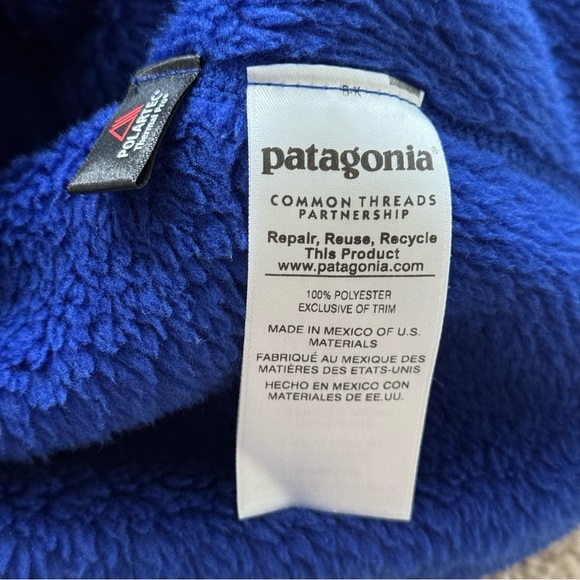 POLARTEC®
Thermal Pro®
patagonia®
COMMON THREADS
PARTNERSHIP
Repair, Reuse, Recycle
This Product
www.patagonia.com
100% POLYESTER
EXCLUSIVE OF TRIM
MADE IN MEXICO OF U.S.
MATERIALS
FABRIQUÉ AU MEXIQUE DES
MATIÈRES DES ETATS-UNIS
HECHO EN MEXICO CON
MATERIALES DE EE.UU.